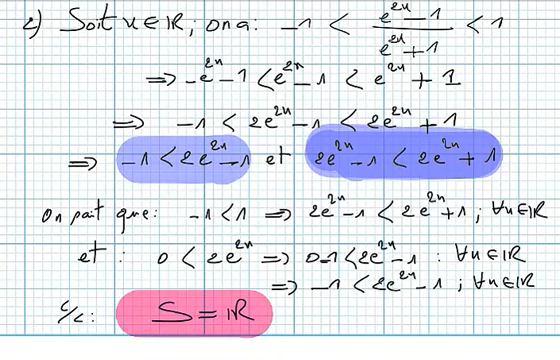 2) Soit x∈ℝ; on a: -1 < (e^{2x} - 1)/(e^{2x} + 1) < 1
⟹ -e^{2x} - 1 < e^{2x} - 1 < e^{2x} + 1
⟹ -1 < 2e^{2x} - 1 < 2e^{2x} + 1
⟹ -1 < 2e^{2x} - 1 et 2e^{2x} - 1 < 2e^{2x} + 1
On sait que: -1 < 1 ⟹ 2e^{2x} - 1 < 2e^{2x} + 1 ; ∀x∈ℝ
et : 0 < 2e^{2x} ⟹ 0-1 < 2e^{2x} - 1 : ∀x∈ℝ
⟹ -1 < 2e^{2x} - 1 ; ∀x∈ℝ
C/c: S = ℝ